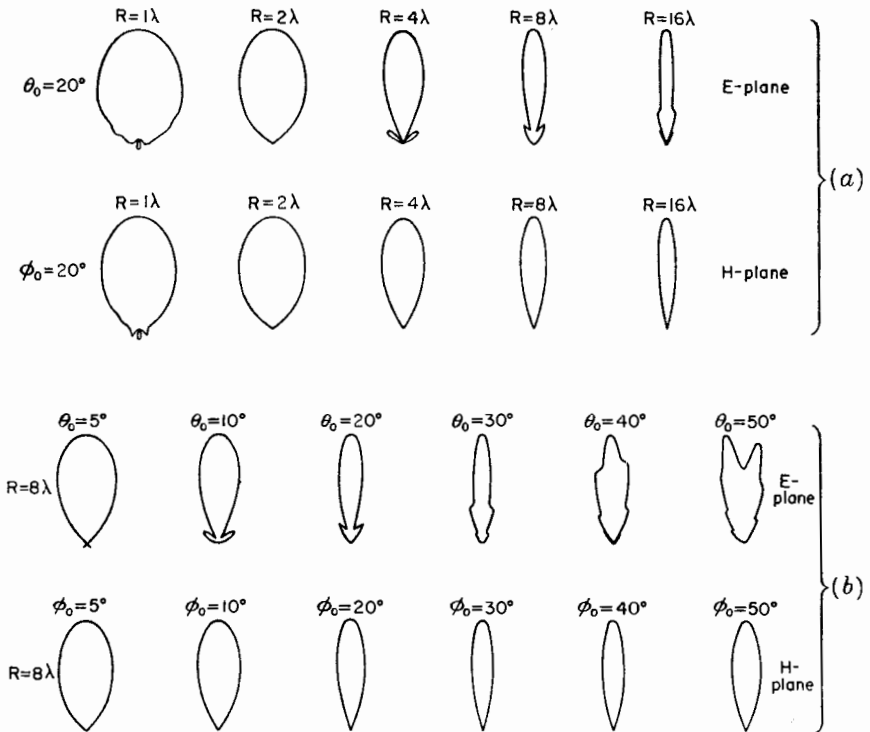 R=1λ R=2λ R=4λ R=8λ R=16λ
θ₀=20° E-plane
(a)
R=1λ R=2λ R=4λ R=8λ R=16λ
ϕ₀=20° H-plane
θ₀=5° θ₀=10° θ₀=20° θ₀=30° θ₀=40° θ₀=50°
R=8λ E-
plane
(b)
ϕ₀=5° ϕ₀=10° ϕ₀=20° ϕ₀=30° ϕ₀=40° ϕ₀=50°
R=8λ H-
plane